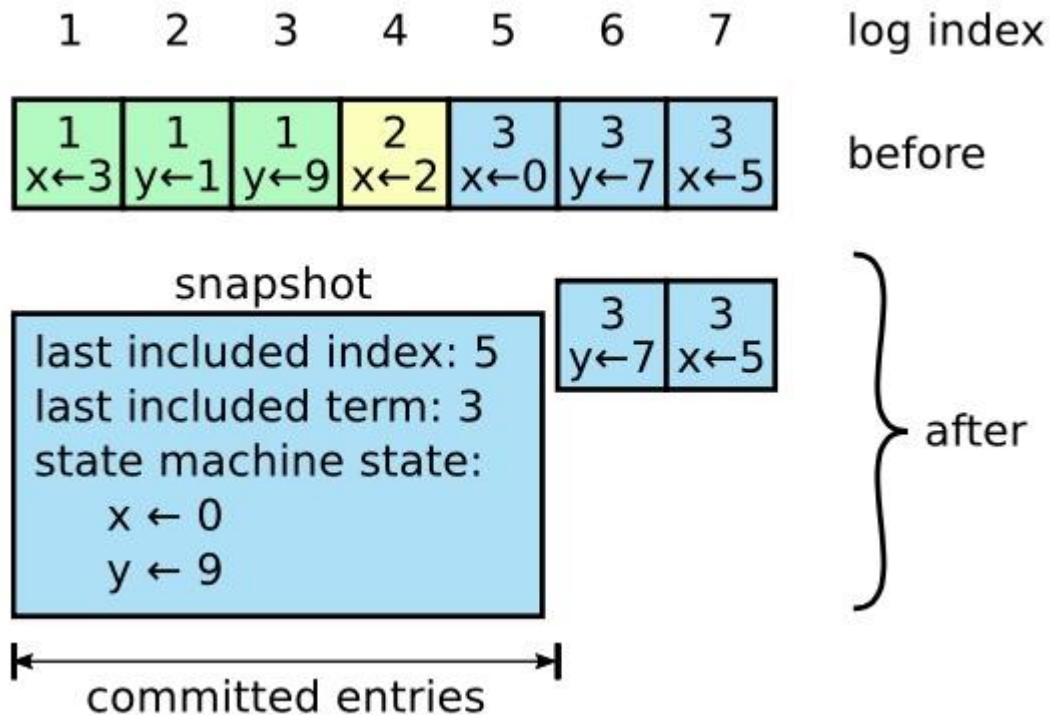 1 2 3 4 5 6 7 log index
1 1 1 2 3 3 3
x←3 y←1 y←9 x←2 x←0 y←7 x←5
before
snapshot
last included index: 5
last included term: 3
state machine state:
x ← 0
y ← 9
3 3
y←7 x←5
after
committed entries